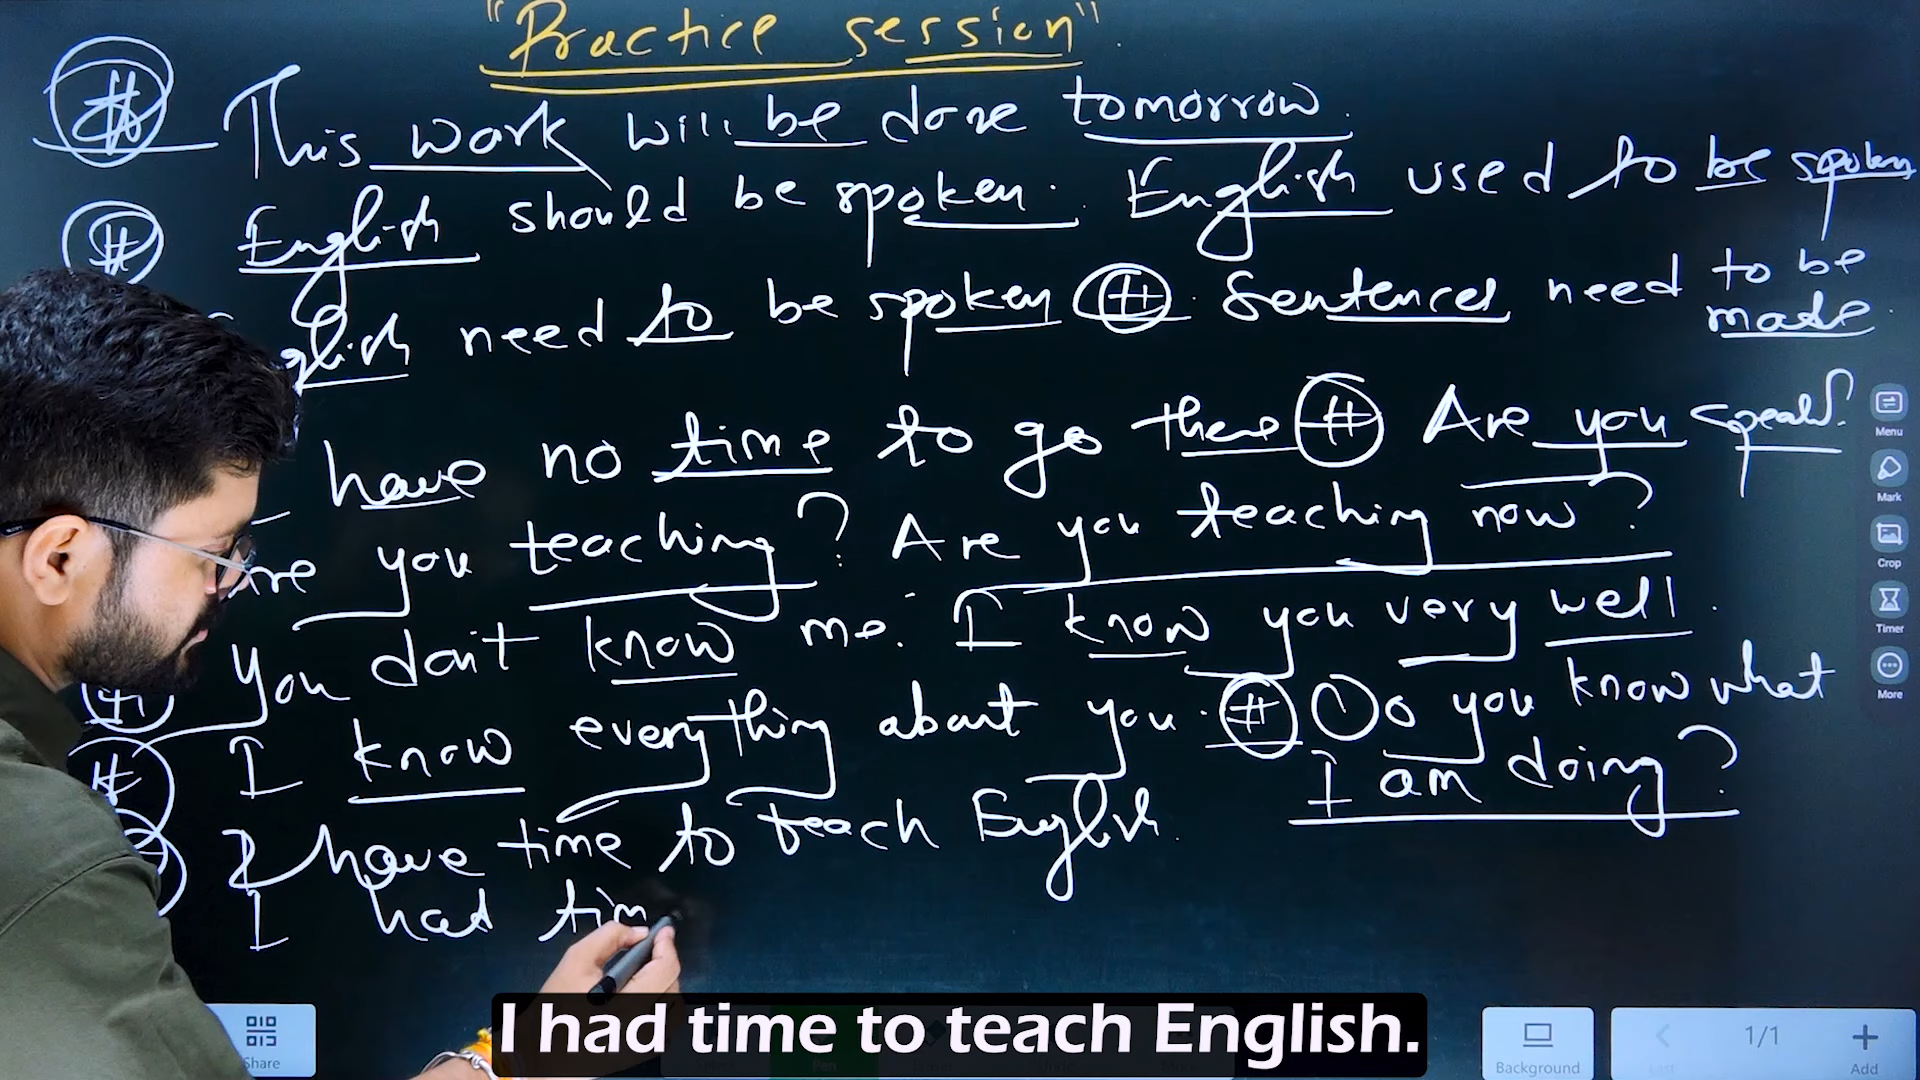 "Practice session"
# This work will be done tomorrow.
# English should be spoken. English used to be spoken
glish need to be spoken # Sentences need to be made.
have no time to go there # Are you speak?
re you teaching? Are you teaching now?
You don't know me. I know you very well.
# I know everything about you. # Do you know what I am doing?
# I have time to teach English.
I had tim
I had time to teach English.
Menu
Mark
Crop
Timer
More
Share
Background
1/1
Add